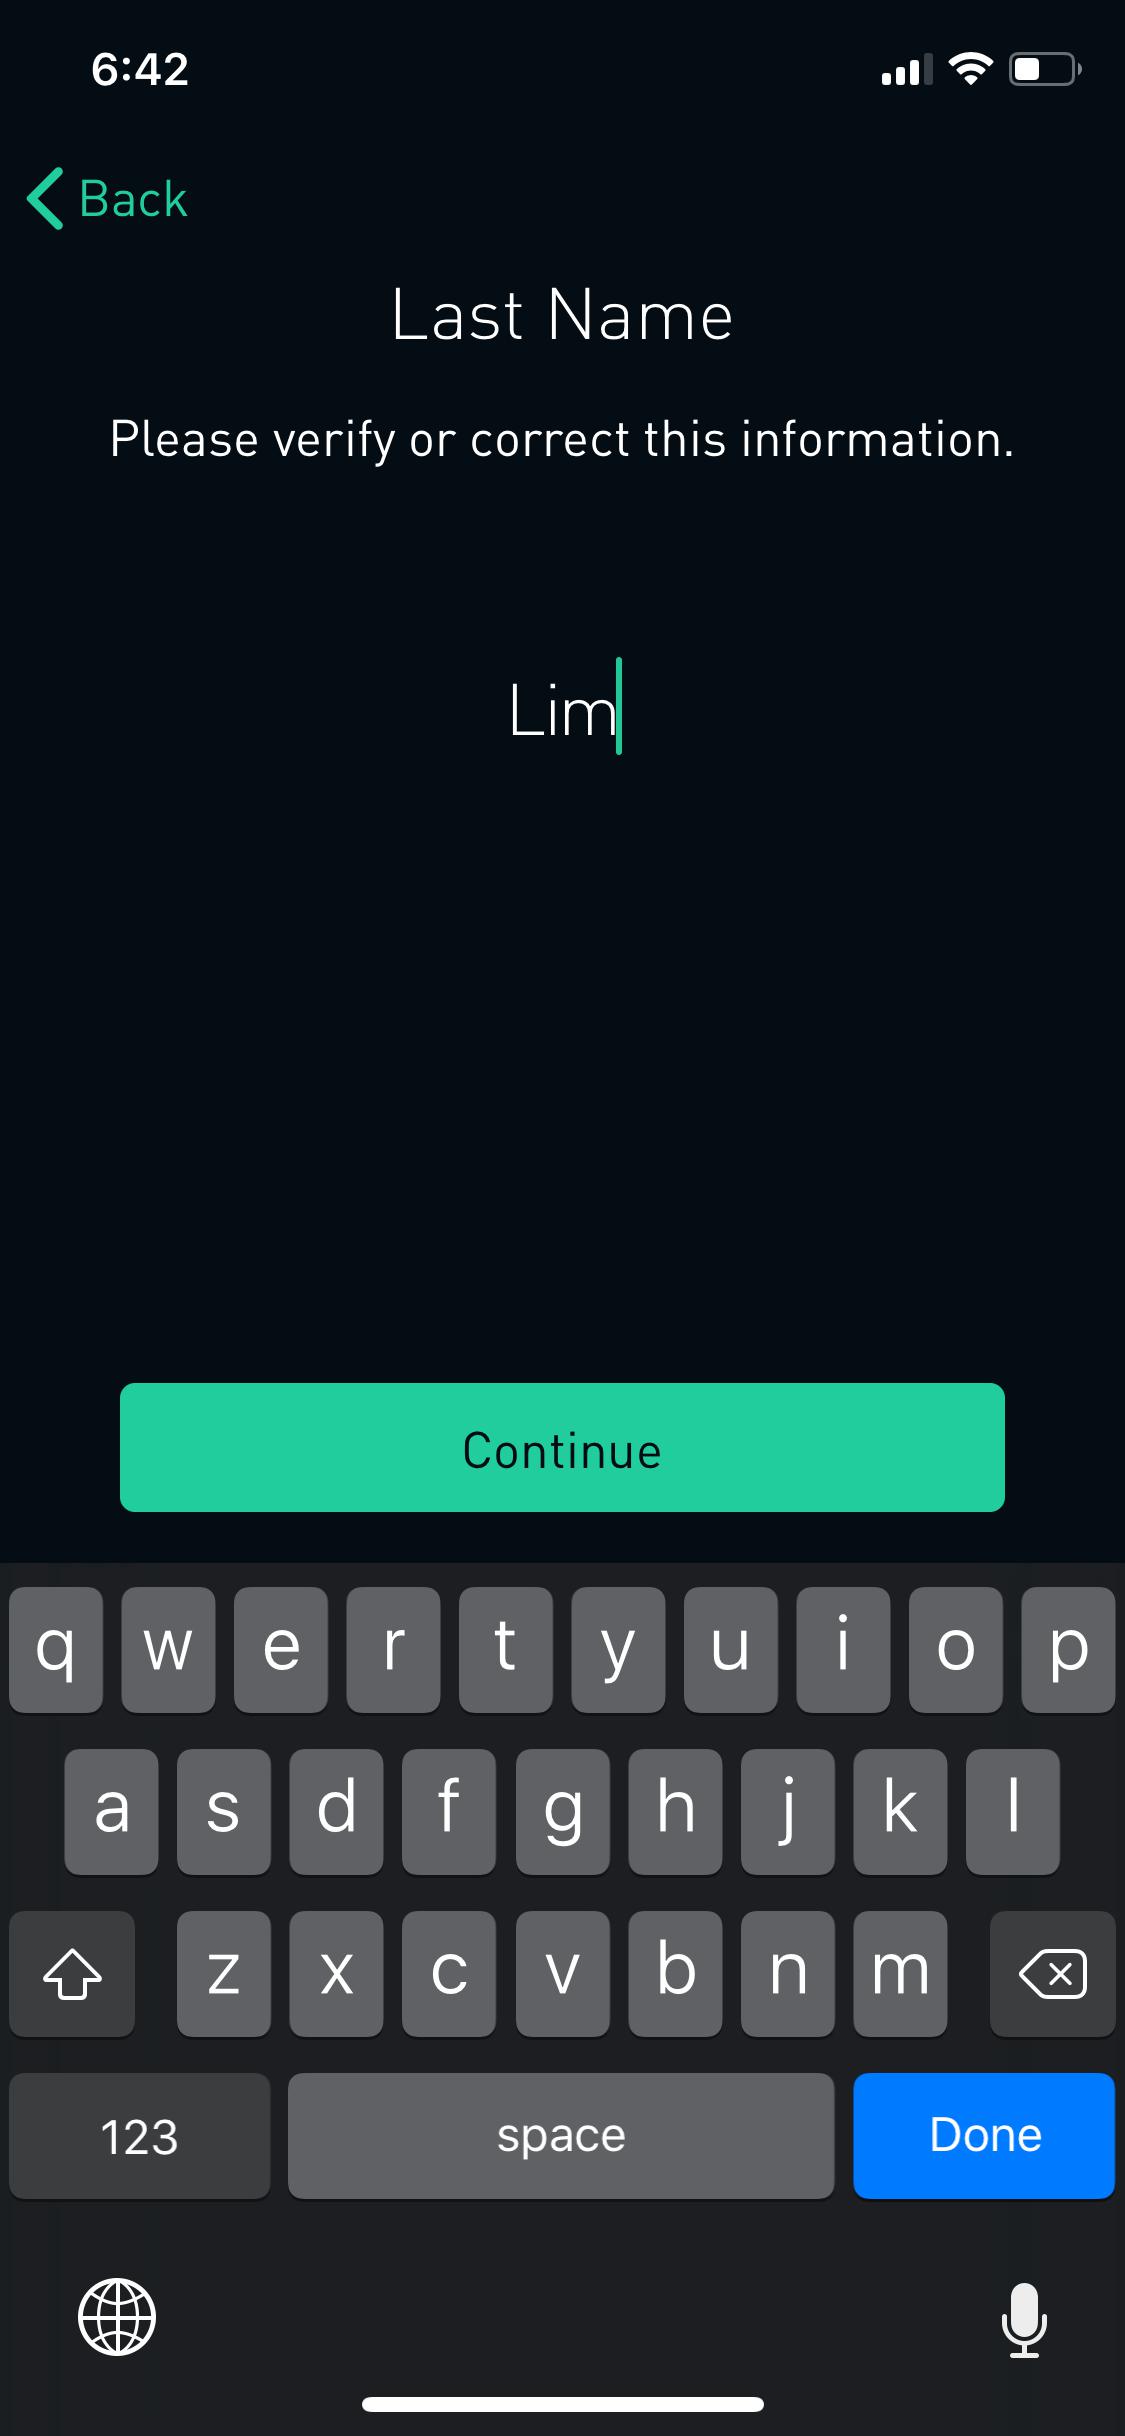 6:42
Back
Last Name
Please verify or correct this information.
Lim
Continue
q w e r t y u i o p
a s d f g h j k l
z x c v b n m
123 space Done